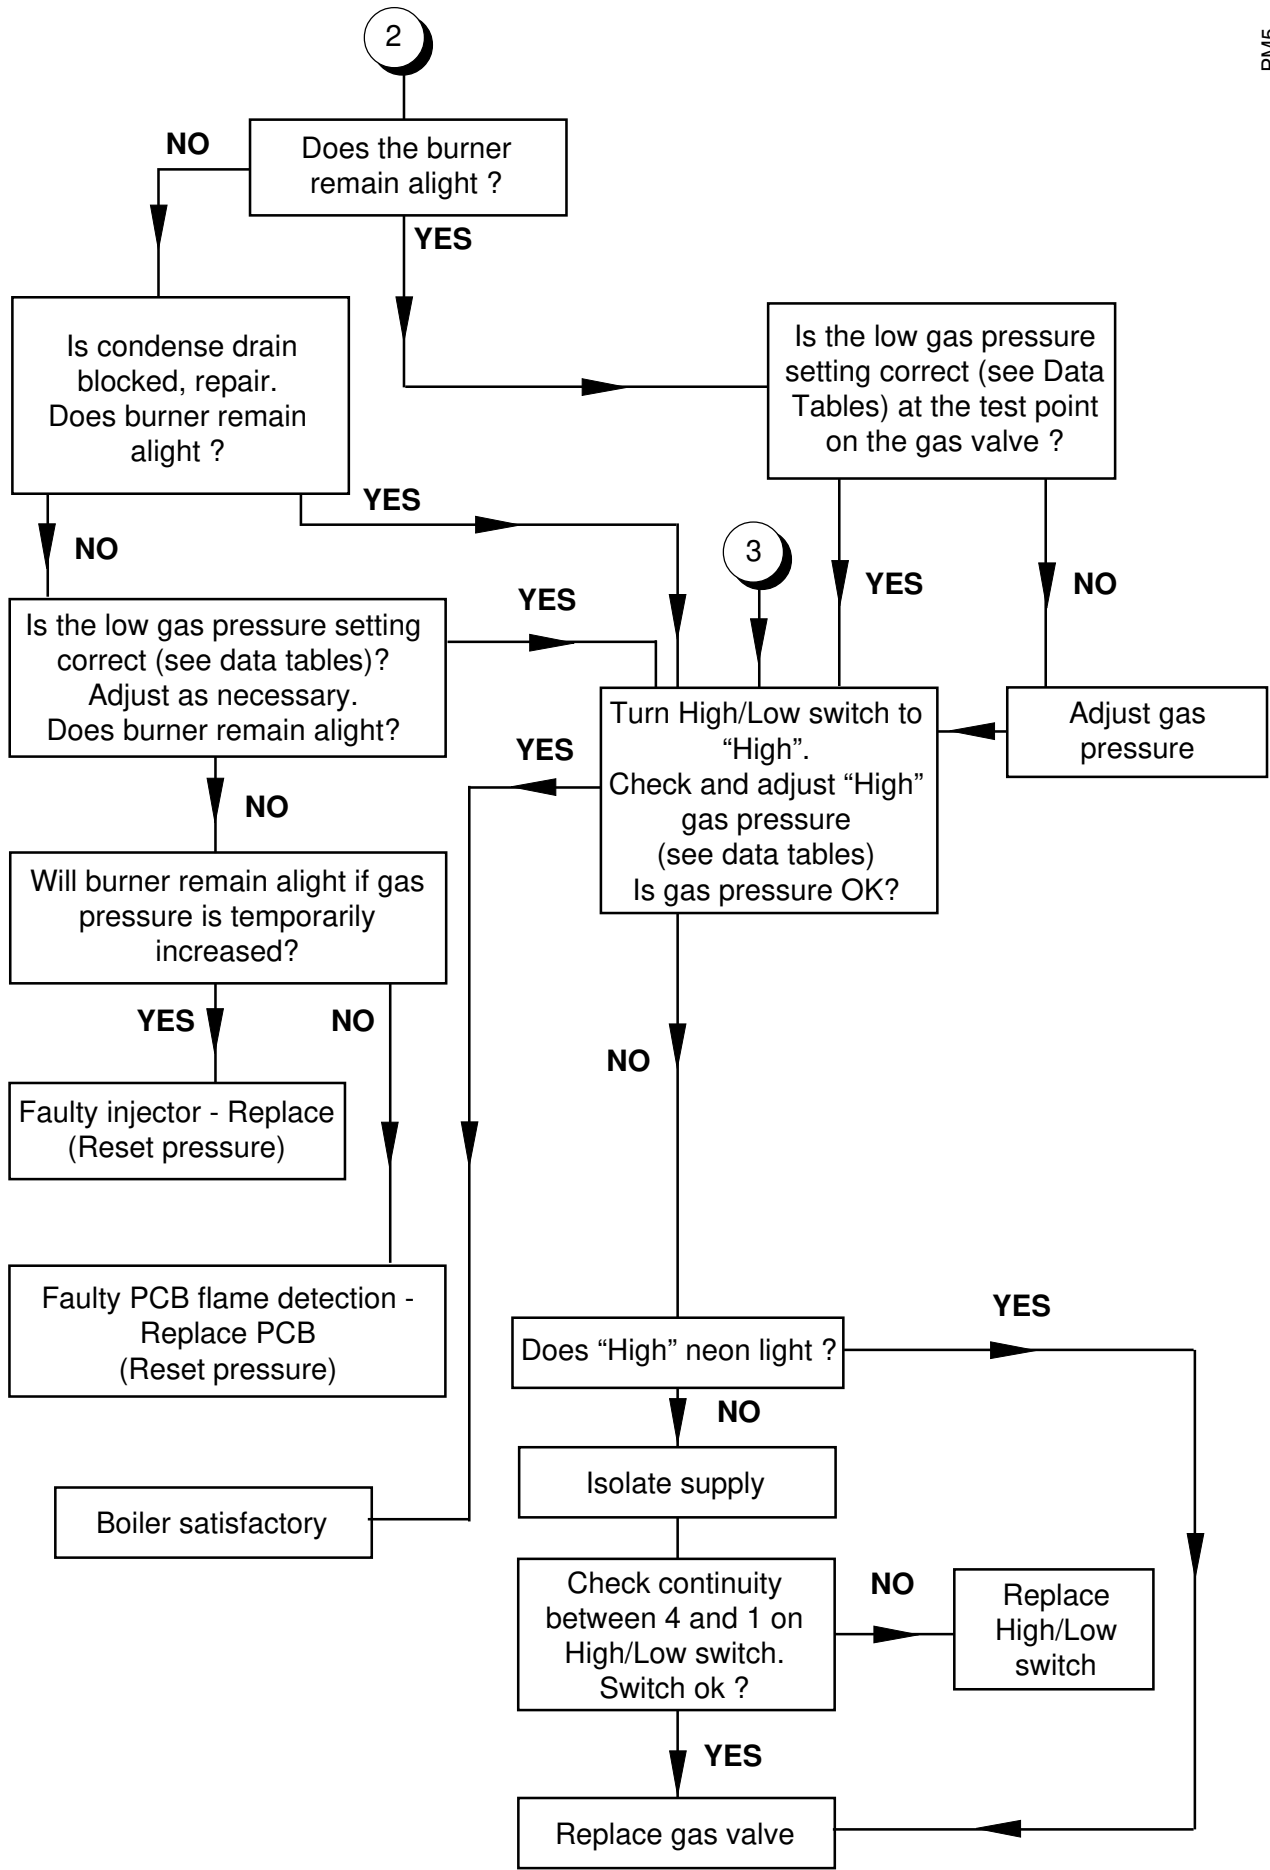 2
PM5
NO
Does the burner
remain alight ?
YES
Is condense drain
blocked, repair.
Does burner remain
alight ?
Is the low gas pressure
setting correct (see Data
Tables) at the test point
on the gas valve ?
YES
NO
3
YES
NO
Is the low gas pressure setting
correct (see data tables)?
Adjust as necessary.
Does burner remain alight?
YES
Turn High/Low switch to
“High”.
Check and adjust “High”
gas pressure
(see data tables)
Is gas pressure OK?
Adjust gas
pressure
YES
NO
Will burner remain alight if gas
pressure is temporarily
increased?
YES
NO
NO
Faulty injector - Replace
(Reset pressure)
Faulty PCB flame detection -
Replace PCB
(Reset pressure)
Does “High” neon light ?
YES
NO
Isolate supply
Boiler satisfactory
Check continuity
between 4 and 1 on
High/Low switch.
Switch ok ?
NO
Replace
High/Low
switch
YES
Replace gas valve